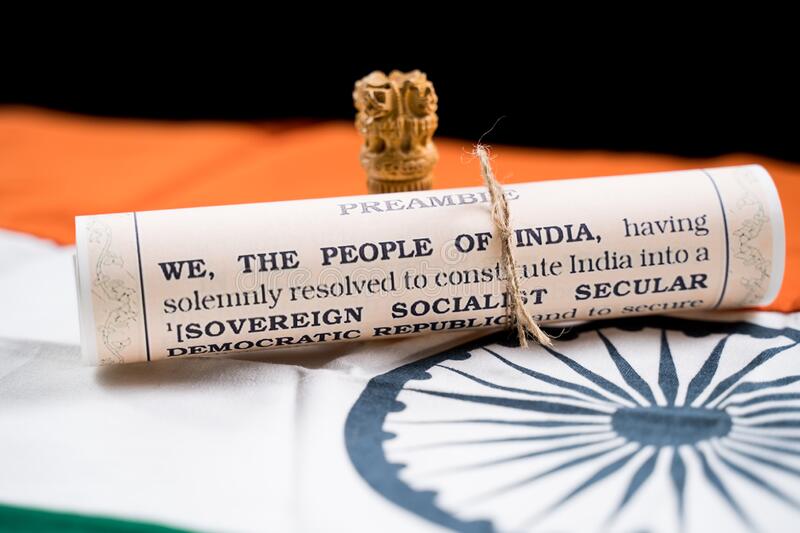 PREAMBLE
WE, THE PEOPLE OF INDIA, having
solemnly resolved to constitute India into a
¹[SOVEREIGN SOCIALIST SECULAR
DEMOCRATIC REPUBLIC and to secure